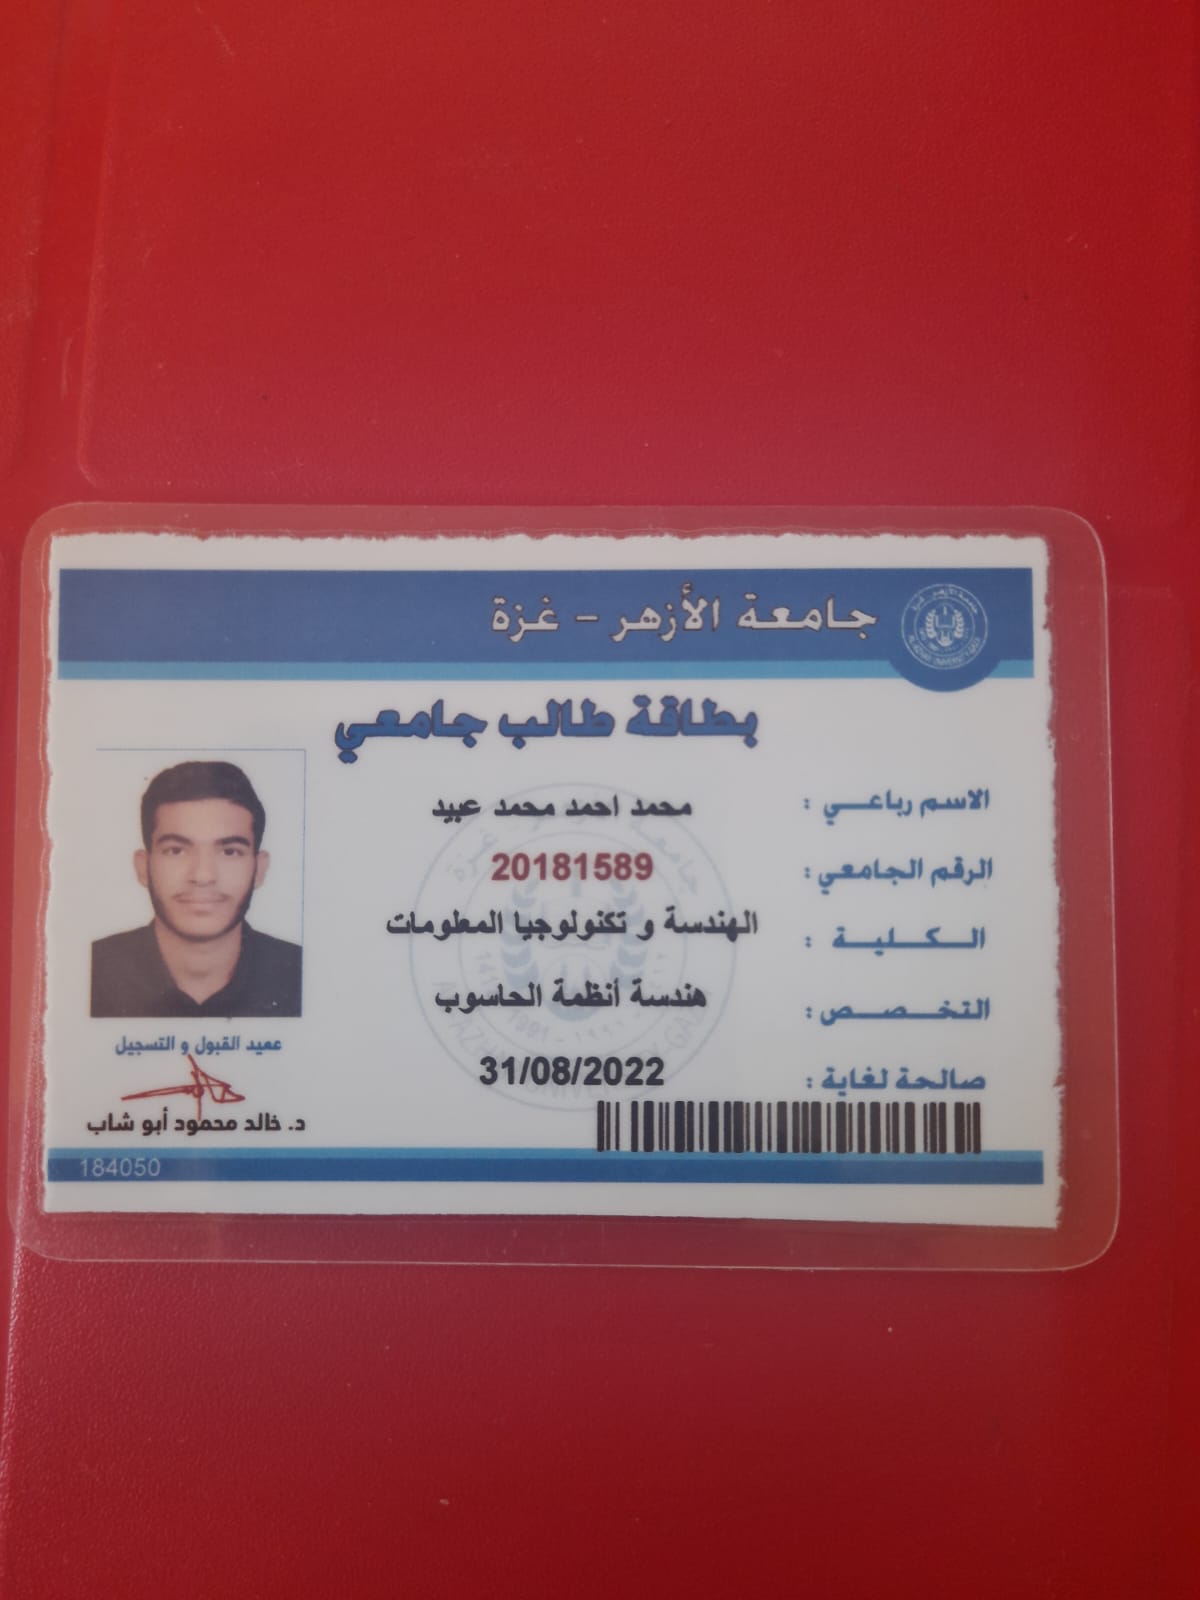 جامعة الأزهر - غزة
بطاقة طالب جامعي
الاسم رباعي : محمد احمد محمد عبيد
الرقم الجامعي : 20181589
الكلية : الهندسة و تكنولوجيا المعلومات
التخصص : هندسة أنظمة الحاسوب
صالحة لغاية : 31/08/2022
عميد القبول و التسجيل
د. خالد محمود أبو شاب
184050